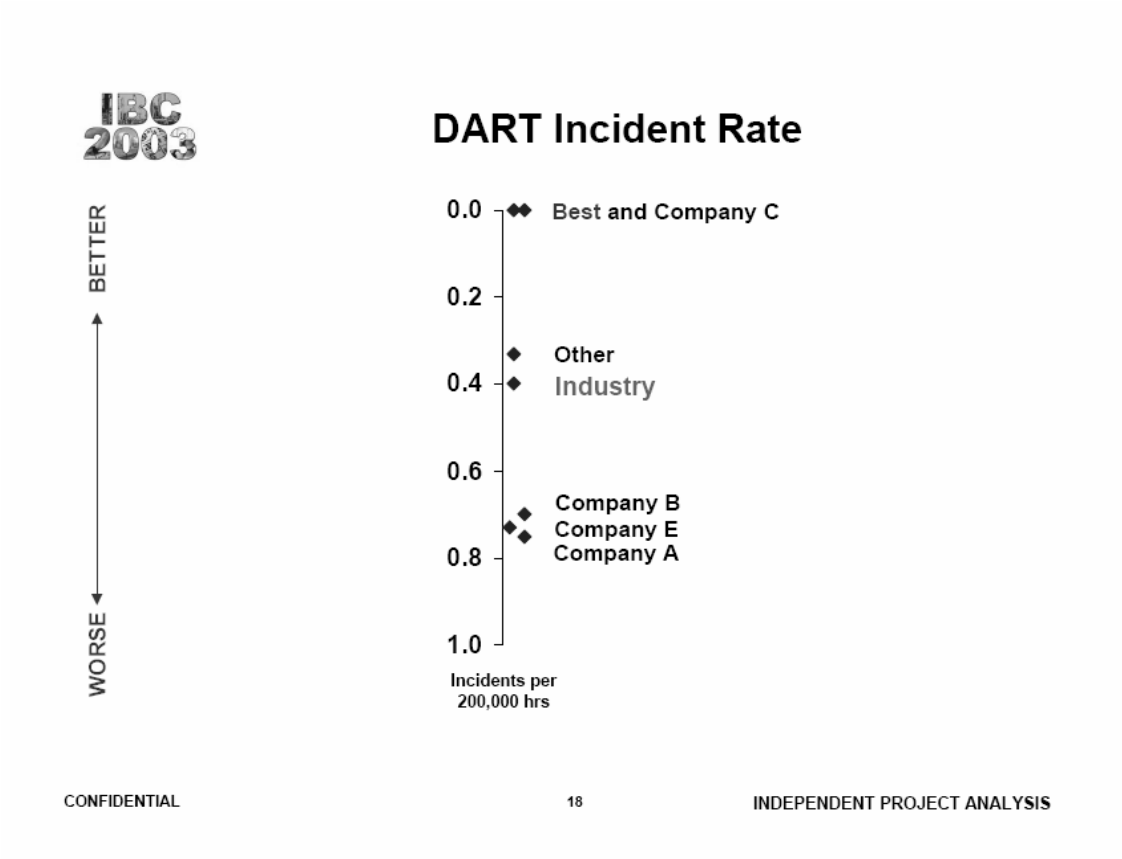 IBC
2003
DART Incident Rate
BETTER
WORSE
0.0
Best and Company C
0.2
Other
0.4
Industry
0.6
Company B
Company E
Company A
0.8
1.0
Incidents per
200,000 hrs
CONFIDENTIAL
18
INDEPENDENT PROJECT ANALYSIS